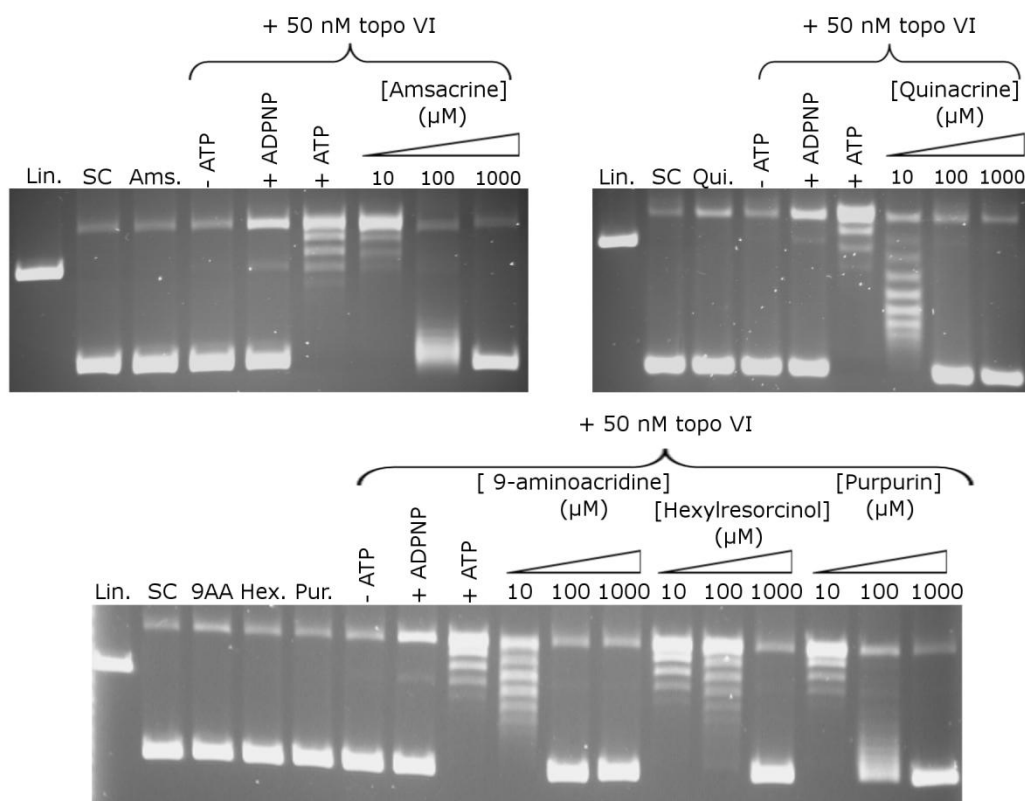 + 50 nM topo VI
[Amsacrine]
(µM)
- ATP
+ ADPNP
+ ATP
Lin. SC Ams. 10 100 1000
+ 50 nM topo VI
[Quinacrine]
(µM)
- ATP
+ ADPNP
+ ATP
Lin. SC Qui. 10 100 1000
+ 50 nM topo VI
[ 9-aminoacridine]
(µM)
[Hexylresorcinol]
(µM)
[Purpurin]
(µM)
- ATP
+ ADPNP
+ ATP
Lin. SC 9AA Hex. Pur. 10 100 1000 10 100 1000 10 100 1000